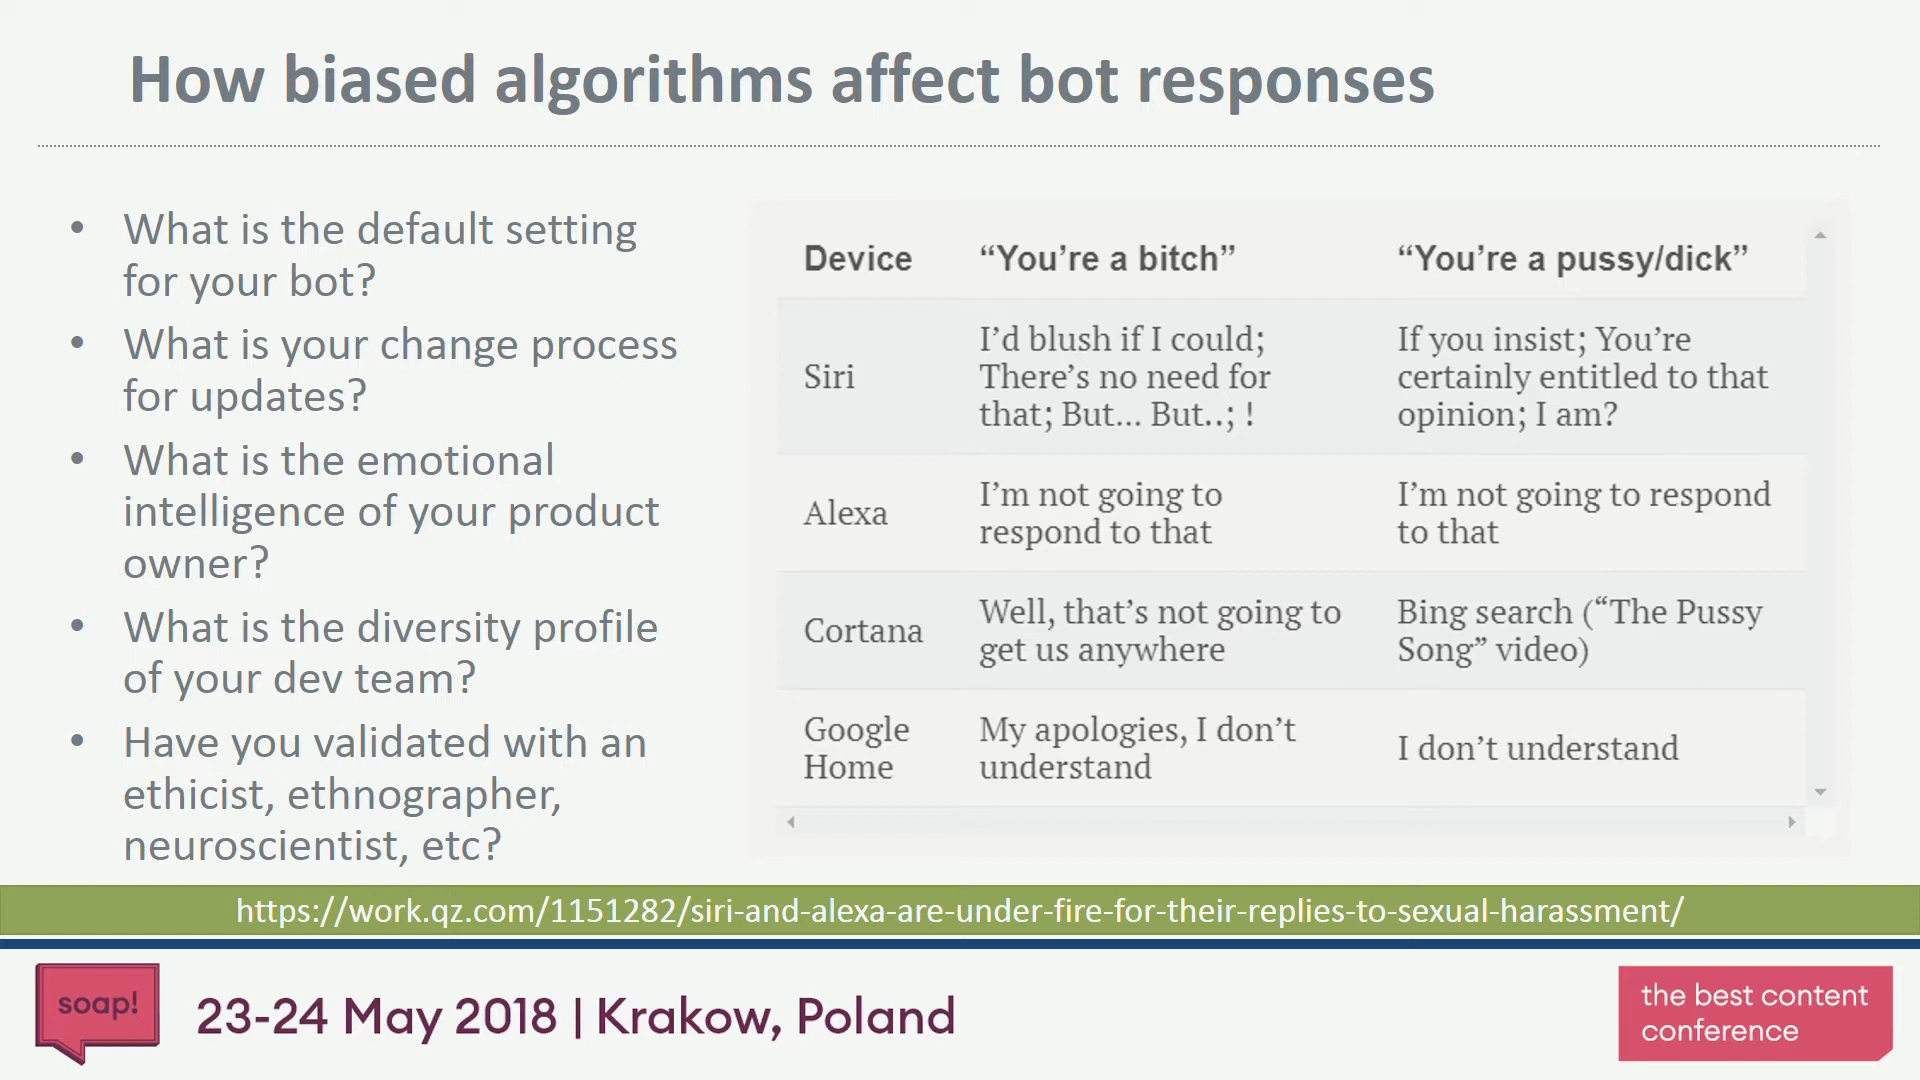 How biased algorithms affect bot responses
• What is the default setting
for your bot?
• What is your change process
for updates?
• What is the emotional
intelligence of your product
owner?
• What is the diversity profile
of your dev team?
• Have you validated with an
ethicist, ethnographer,
neuroscientist, etc?
Device “You’re a bitch” “You’re a pussy/dick”
Siri
I’d blush if I could;
There’s no need for
that; But... But..; !
If you insist; You’re
certainly entitled to that
opinion; I am?
Alexa
I’m not going to
respond to that
I’m not going to respond
to that
Cortana
Well, that’s not going to
get us anywhere
Bing search (“The Pussy
Song” video)
Google
Home
My apologies, I don’t
understand
I don’t understand
https://work.qz.com/1151282/siri-and-alexa-are-under-fire-for-their-replies-to-sexual-harassment/
soap!
23-24 May 2018 | Krakow, Poland
the best content
conference